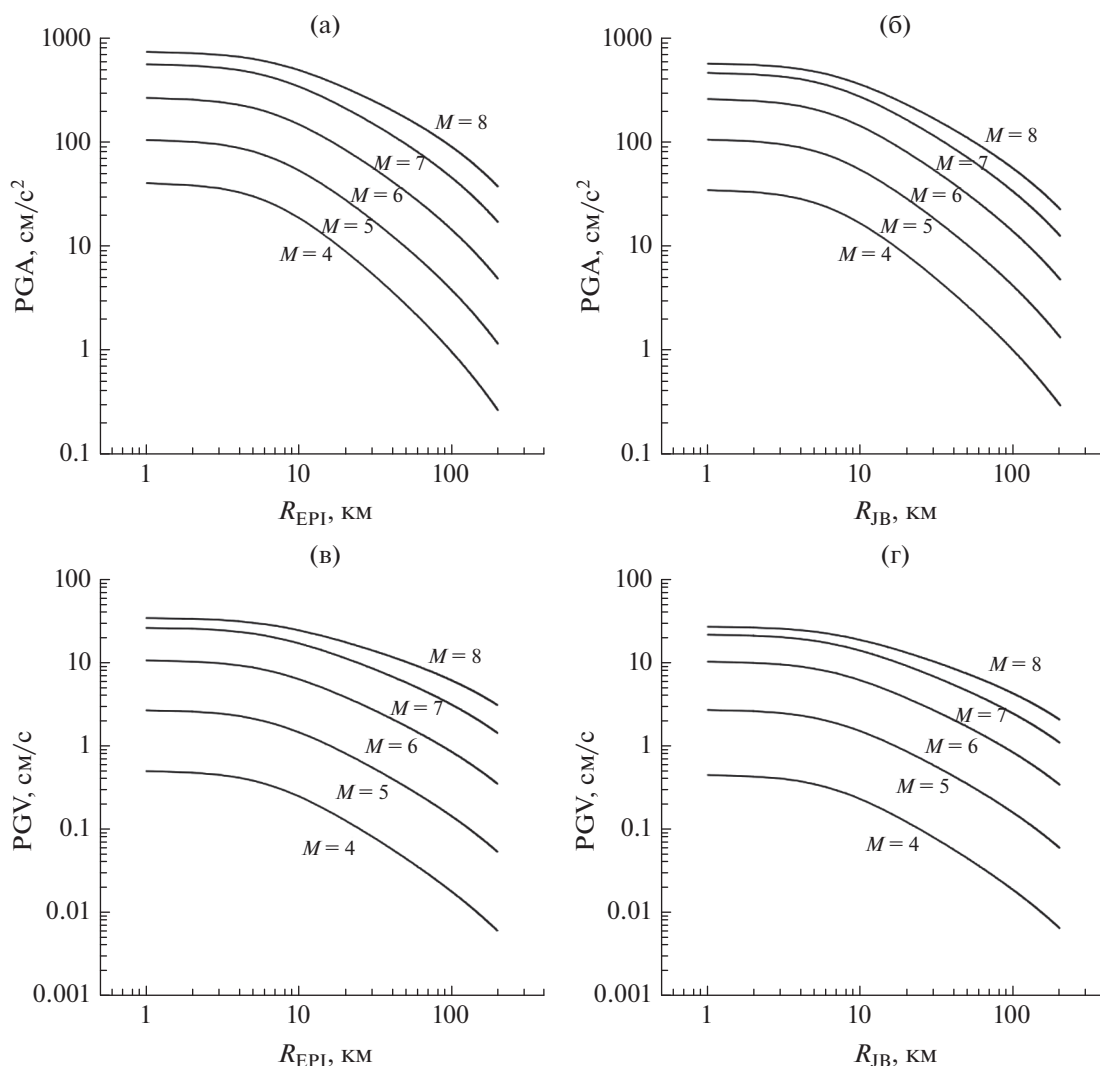 (а)
1000
100
10
1
0.1
PGA, см/с²
M = 8
M = 7
M = 6
M = 5
M = 4
1
10
100
R_EPI, км
(б)
1000
100
10
1
0.1
PGA, см/с²
M = 8
M = 7
M = 6
M = 5
M = 4
1
10
100
R_JB, км
(в)
100
10
1
0.1
0.01
0.001
PGV, см/с
M = 8
M = 7
M = 6
M = 5
M = 4
1
10
100
R_EPI, км
(г)
100
10
1
0.1
0.01
0.001
PGV, см/с
M = 8
M = 7
M = 6
M = 5
M = 4
1
10
100
R_JB, км